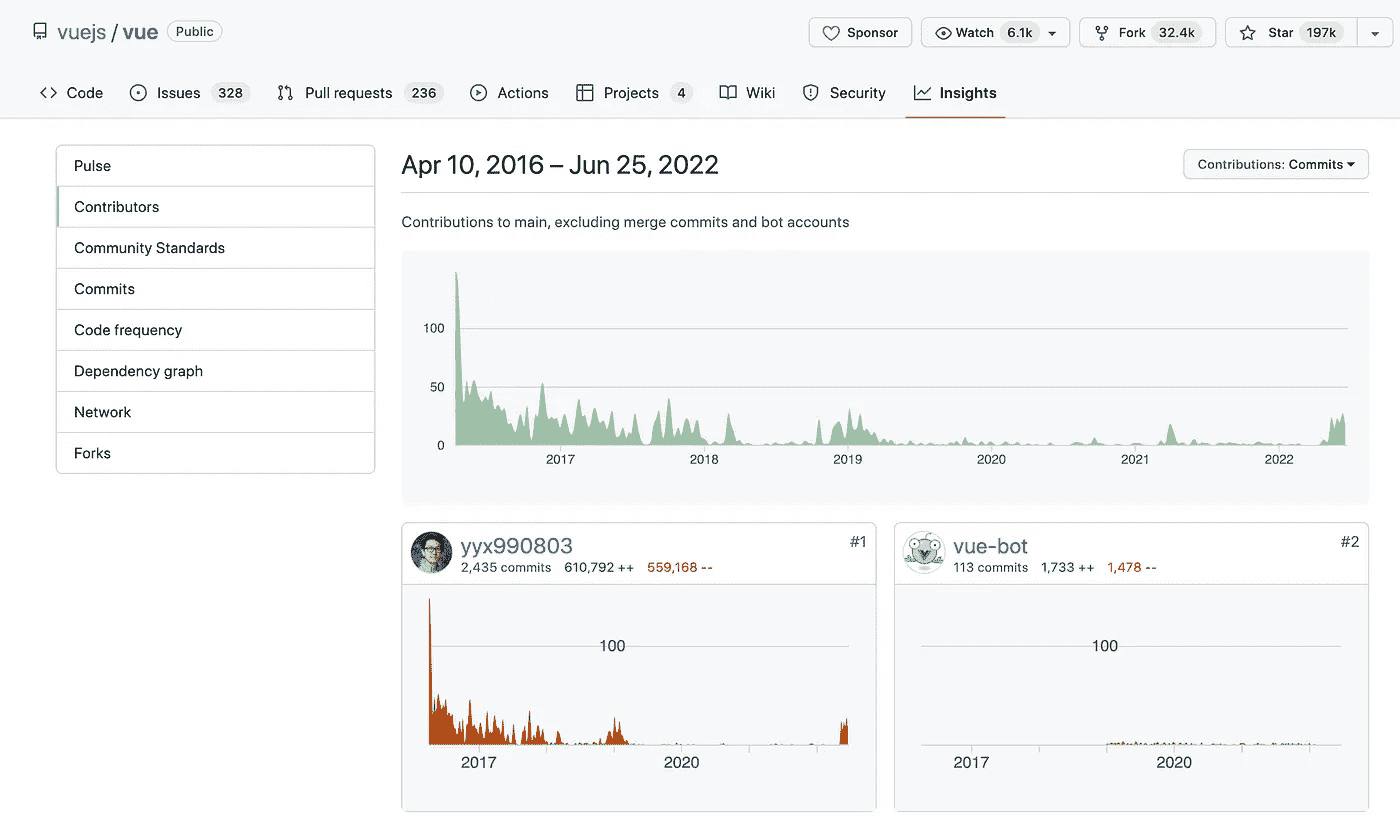 vuejs / vue Public Sponsor Watch 6.1k Fork 32.4k Star 197k
Code Issues 328 Pull requests 236 Actions Projects 4 Wiki Security Insights
Pulse
Contributors
Community Standards
Commits
Code frequency
Dependency graph
Network
Forks
Apr 10, 2016 – Jun 25, 2022 Contributions: Commits
Contributions to main, excluding merge commits and bot accounts
100
50
0
2017 2018 2019 2020 2021 2022
yyx990803 #1
2,435 commits 610,792 ++ 559,168 --
100
2017 2020
vue-bot #2
113 commits 1,733 ++ 1,478 --
100
2017 2020